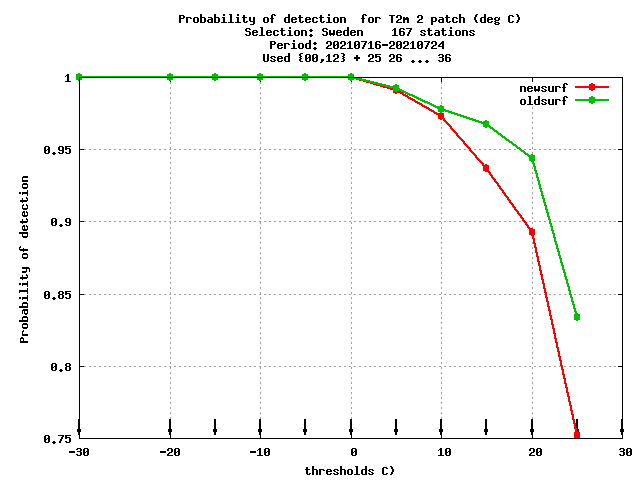 Probability of detection  for T2m 2 patch (deg C)
Selection: Sweden    167 stations
Period: 20210716-20210724
Used {00,12} + 25 26 ... 36
newsurf
oldsurf
Probability of detection
1
0.95
0.9
0.85
0.8
0.75
-30 -20 -10 0 10 20 30
thresholds C)